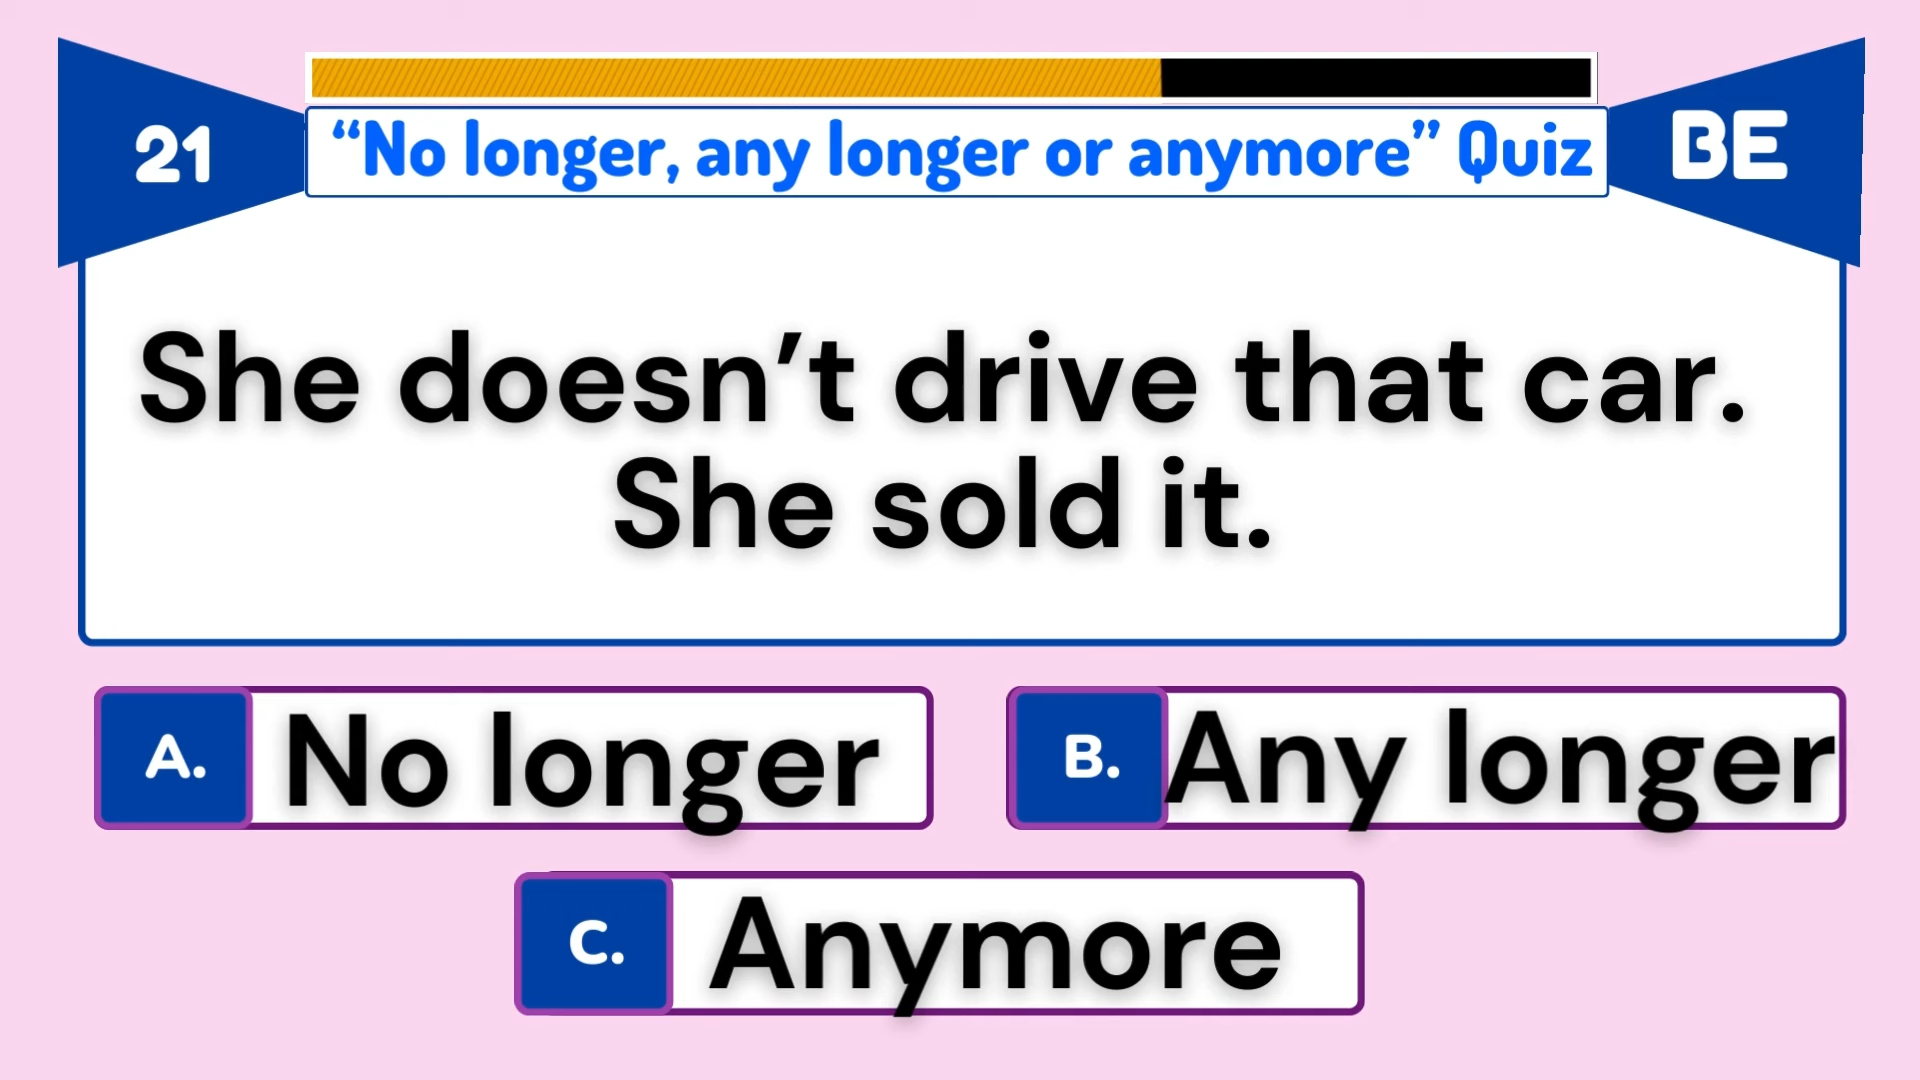 21
“No longer, any longer or anymore” Quiz
BE
She doesn’t drive that car.
She sold it.
A. No longer
B. Any longer
C. Anymore